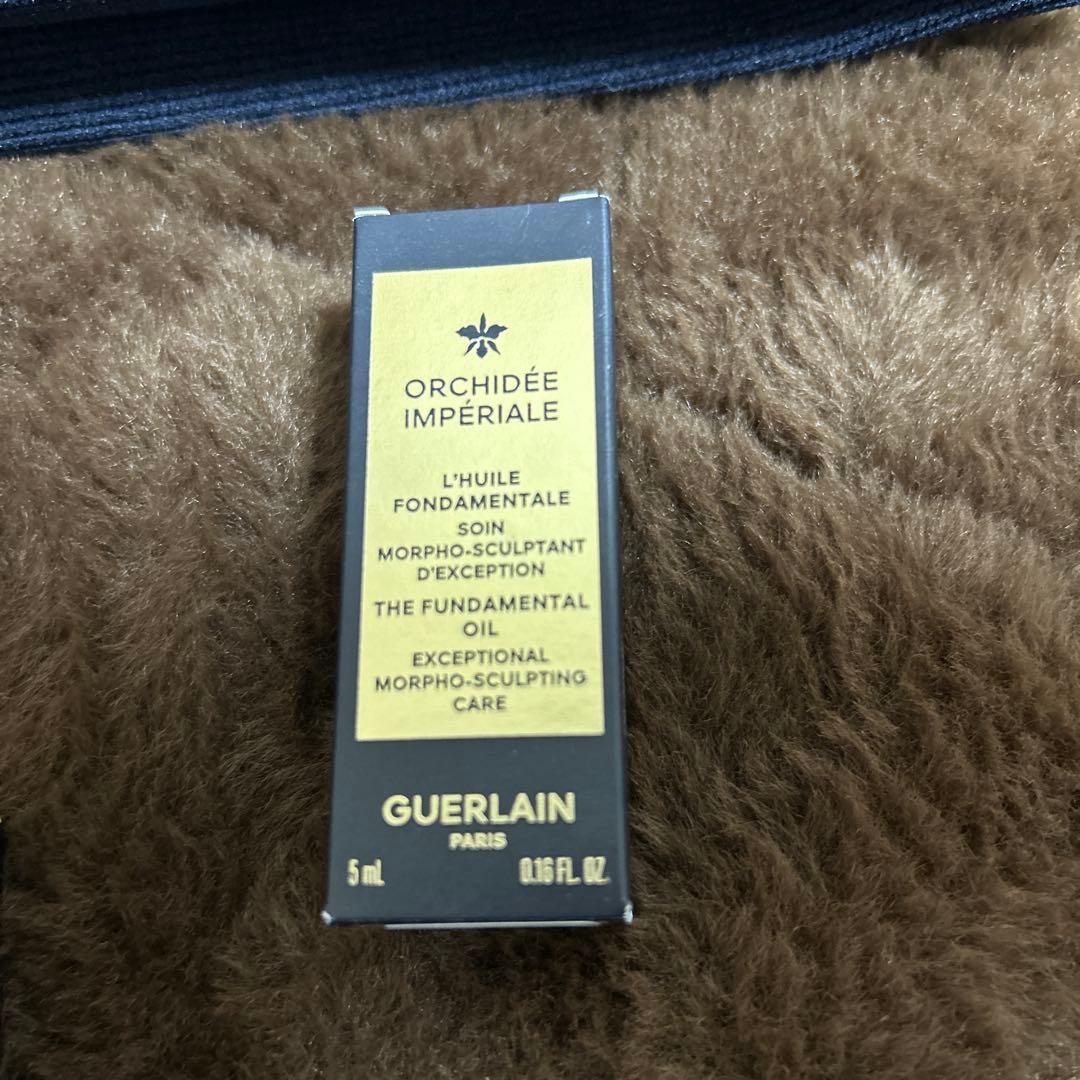 ORCHIDÉE
IMPÉRIALE
L'HUILE
FONDAMENTALE
SOIN
MORPHO-SCULPTANT
D'EXCEPTION
THE FUNDAMENTAL
OIL
EXCEPTIONAL
MORPHO-SCULPTING
CARE
GUERLAIN
PARIS
5 mL 0.16 FL. OZ.